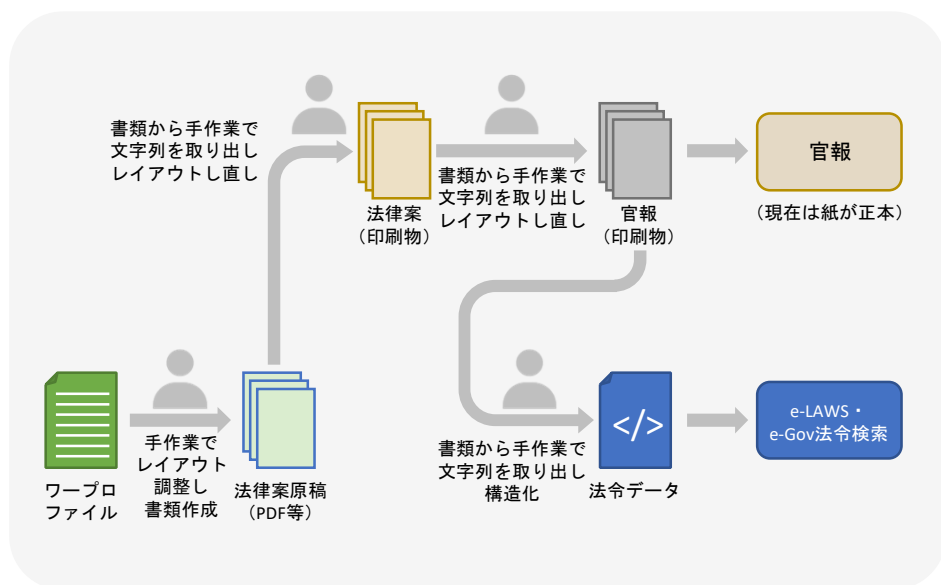 書類から手作業で
文字列を取り出し
レイアウトし直し
法律案
（印刷物）
書類から手作業で
文字列を取り出し
レイアウトし直し
官報
（印刷物）
官報
（現在は紙が正本）
ワープロ
ファイル
手作業で
レイアウト
調整し
書類作成
法律案原稿
（PDF等）
書類から手作業で
文字列を取り出し
構造化
</>
法令データ
e-LAWS・
e-Gov法令検索